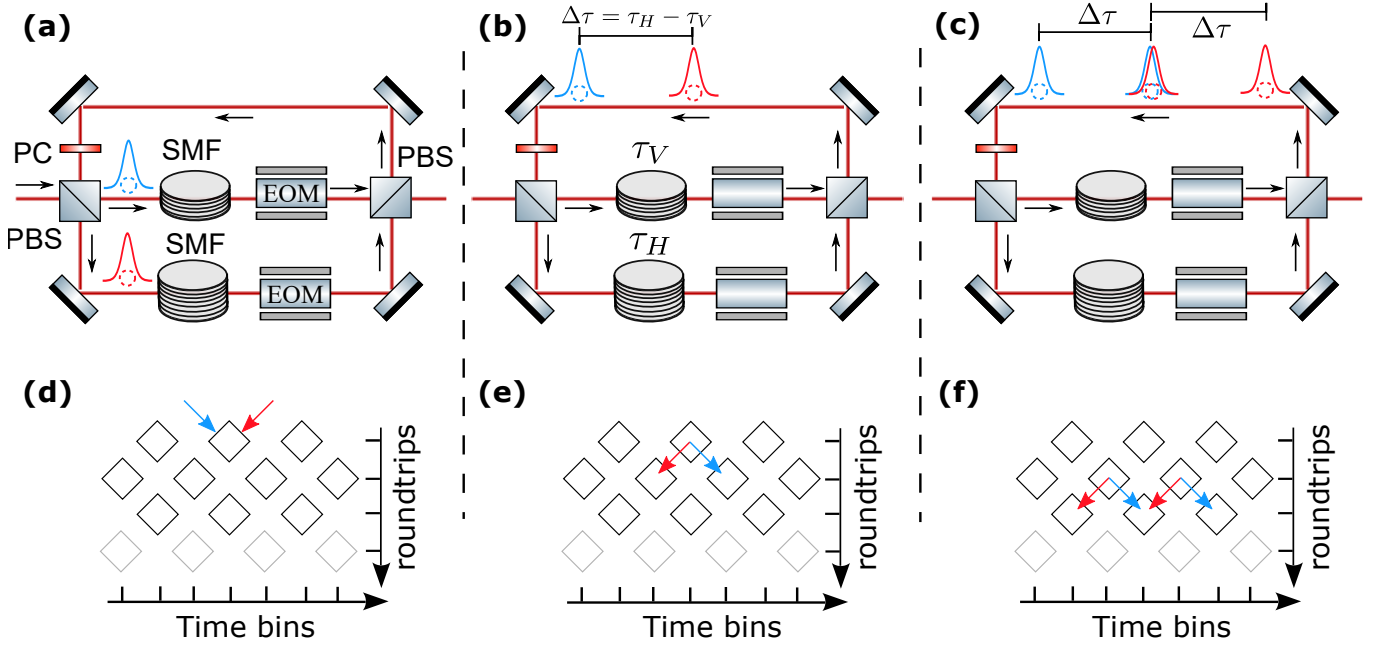 (a)
PC
SMF
EOM
PBS
PBS
SMF
EOM
(b)
Δτ = τ_H − τ_V
τ_V
τ_H
(c)
Δτ
Δτ
(d)
roundtrips
Time bins
(e)
roundtrips
Time bins
(f)
roundtrips
Time bins